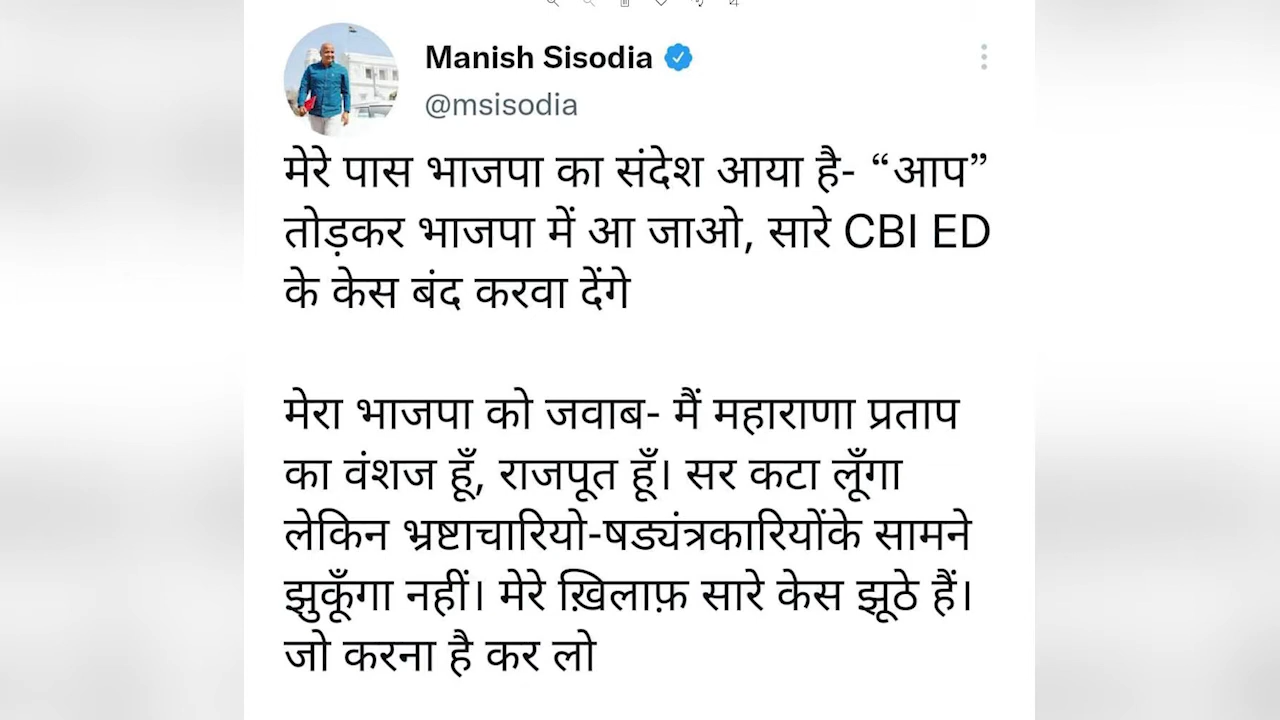 Manish Sisodia
@msisodia
मेरे पास भाजपा का संदेश आया है- “आप”
तोड़कर भाजपा में आ जाओ, सारे CBI ED
के केस बंद करवा देंगे
मेरा भाजपा को जवाब- मैं महाराणा प्रताप
का वंशज हूँ, राजपूत हूँ। सर कटा लूँगा
लेकिन भ्रष्टाचारियो-षड्यंत्रकारियोंके सामने
झुकूँगा नहीं। मेरे ख़िलाफ़ सारे केस झूठे हैं।
जो करना है कर लो